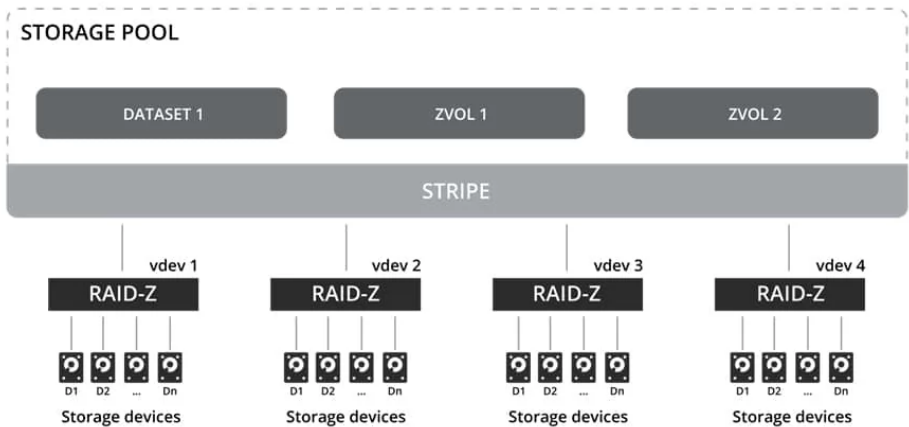 STORAGE POOL
DATASET 1 ZVOL 1 ZVOL 2
STRIPE
vdev 1 vdev 2 vdev 3 vdev 4
RAID-Z RAID-Z RAID-Z RAID-Z
D1 D2 ... Dn D1 D2 ... Dn D1 D2 ... Dn D1 D2 ... Dn
Storage devices Storage devices Storage devices Storage devices